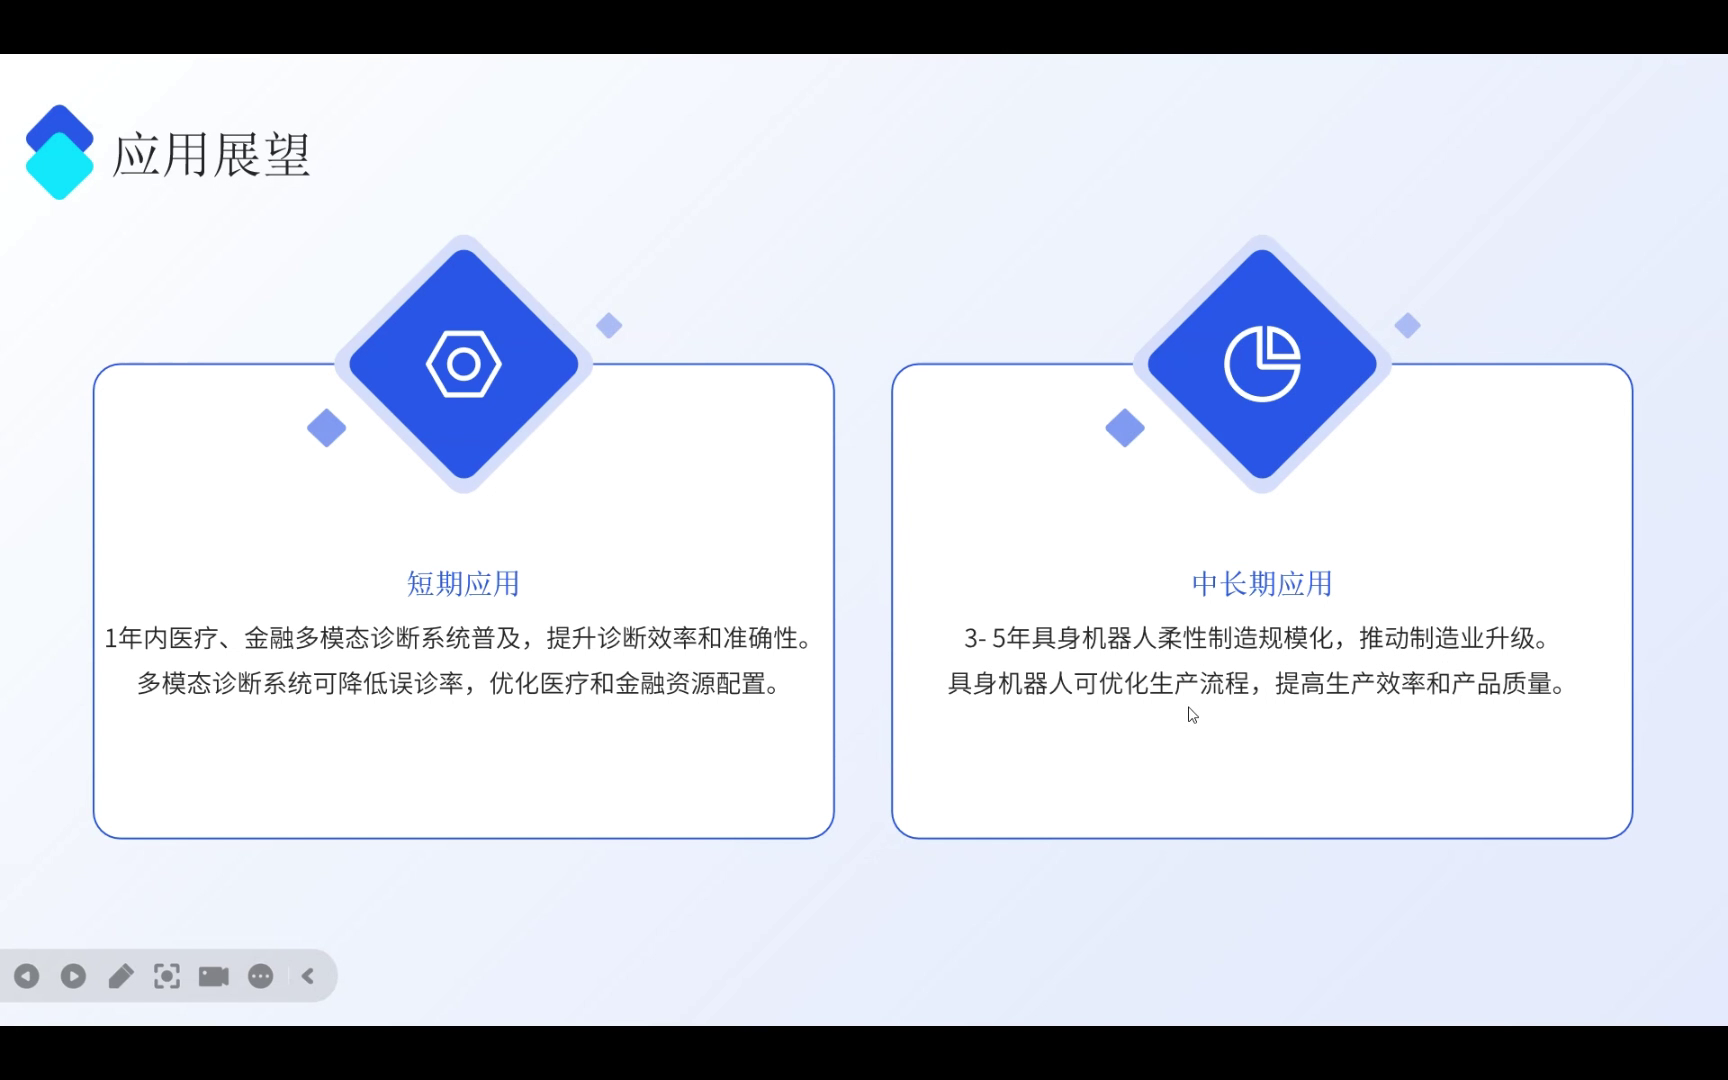 应用展望
短期应用
1年内医疗、金融多模态诊断系统普及，提升诊断效率和准确性。
多模态诊断系统可降低误诊率，优化医疗和金融资源配置。
中长期应用
3- 5年具身机器人柔性制造规模化，推动制造业升级。
具身机器人可优化生产流程，提高生产效率和产品质量。